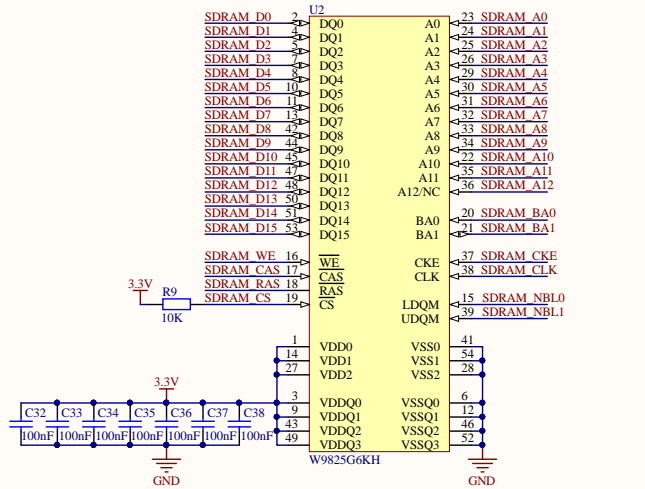 U2
SDRAM_D0 2 DQ0 A0 23 SDRAM_A0
SDRAM_D1 4 DQ1 A1 24 SDRAM_A1
SDRAM_D2 5 DQ2 A2 25 SDRAM_A2
SDRAM_D3 7 DQ3 A3 26 SDRAM_A3
SDRAM_D4 8 DQ4 A4 29 SDRAM_A4
SDRAM_D5 10 DQ5 A5 30 SDRAM_A5
SDRAM_D6 11 DQ6 A6 31 SDRAM_A6
SDRAM_D7 13 DQ7 A7 32 SDRAM_A7
SDRAM_D8 42 DQ8 A8 33 SDRAM_A8
SDRAM_D9 44 DQ9 A9 34 SDRAM_A9
SDRAM_D10 45 DQ10 A10 22 SDRAM_A10
SDRAM_D11 47 DQ11 A11 35 SDRAM_A11
SDRAM_D12 48 DQ12 A12/NC 36 SDRAM_A12
SDRAM_D13 50 DQ13
SDRAM_D14 51 DQ14 BA0 20 SDRAM_BA0
SDRAM_D15 53 DQ15 BA1 21 SDRAM_BA1
SDRAM_WE 16 WE CKE 37 SDRAM_CKE
SDRAM_CAS 17 CAS CLK 38 SDRAM_CLK
3.3V R9 SDRAM_RAS 18 RAS
SDRAM_CS 19 CS LDQM 15 SDRAM_NBL0
10K UDQM 39 SDRAM_NBL1
1 VDD0 VSS0 41
14 VDD1 VSS1 54
27 VDD2 VSS2 28
3.3V
3 VDDQ0 VSSQ0 6
C32 C33 C34 C35 C36 C37 C38 9 VDDQ1 VSSQ1 12
100nF 100nF 100nF 100nF 100nF 100nF 100nF 43 VDDQ2 VSSQ2 46
49 VDDQ3 VSSQ3 52
W9825G6KH
GND GND